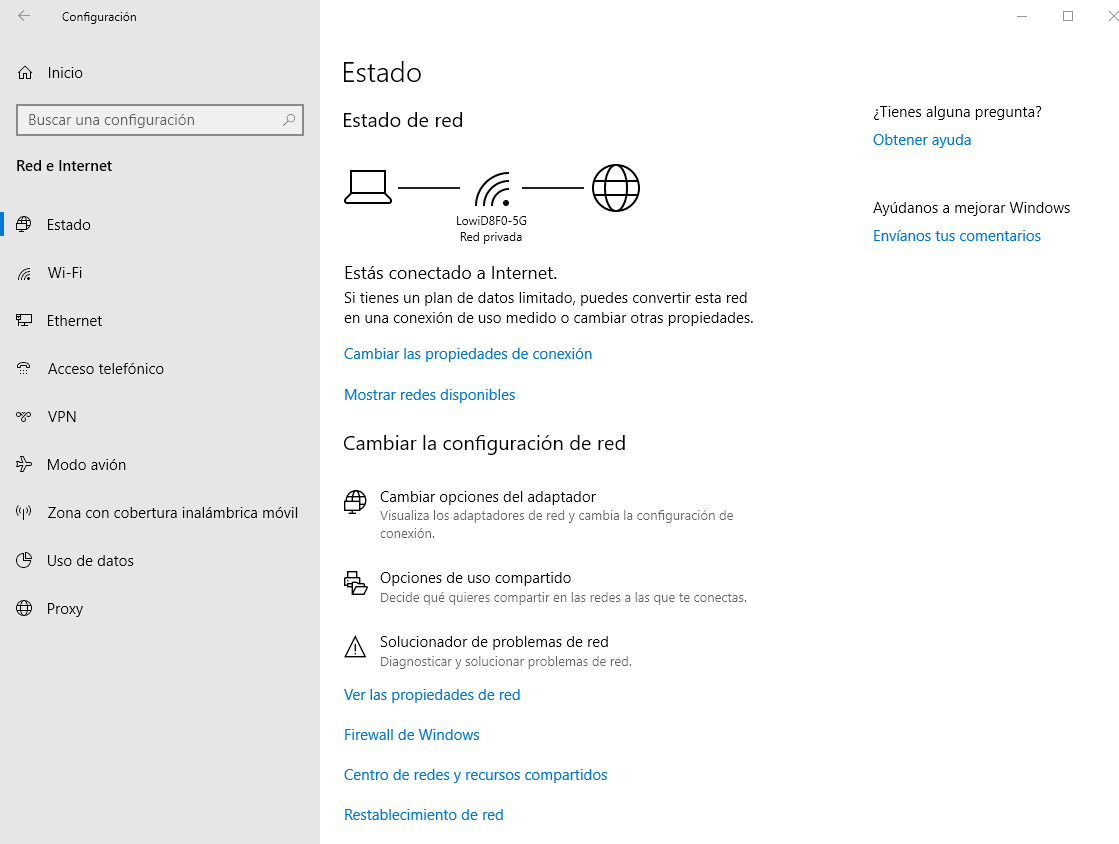 Configuración
Inicio
Buscar una configuración
Red e Internet
Estado
Wi-Fi
Ethernet
Acceso telefónico
VPN
Modo avión
Zona con cobertura inalámbrica móvil
Uso de datos
Proxy
Estado
Estado de red
LowiD8F0-5G
Red privada
Estás conectado a Internet.
Si tienes un plan de datos limitado, puedes convertir esta red
en una conexión de uso medido o cambiar otras propiedades.
Cambiar las propiedades de conexión
Mostrar redes disponibles
Cambiar la configuración de red
Cambiar opciones del adaptador
Visualiza los adaptadores de red y cambia la configuración de
conexión.
Opciones de uso compartido
Decide qué quieres compartir en las redes a las que te conectas.
Solucionador de problemas de red
Diagnosticar y solucionar problemas de red.
Ver las propiedades de red
Firewall de Windows
Centro de redes y recursos compartidos
Restablecimiento de red
¿Tienes alguna pregunta?
Obtener ayuda
Ayúdanos a mejorar Windows
Envíanos tus comentarios